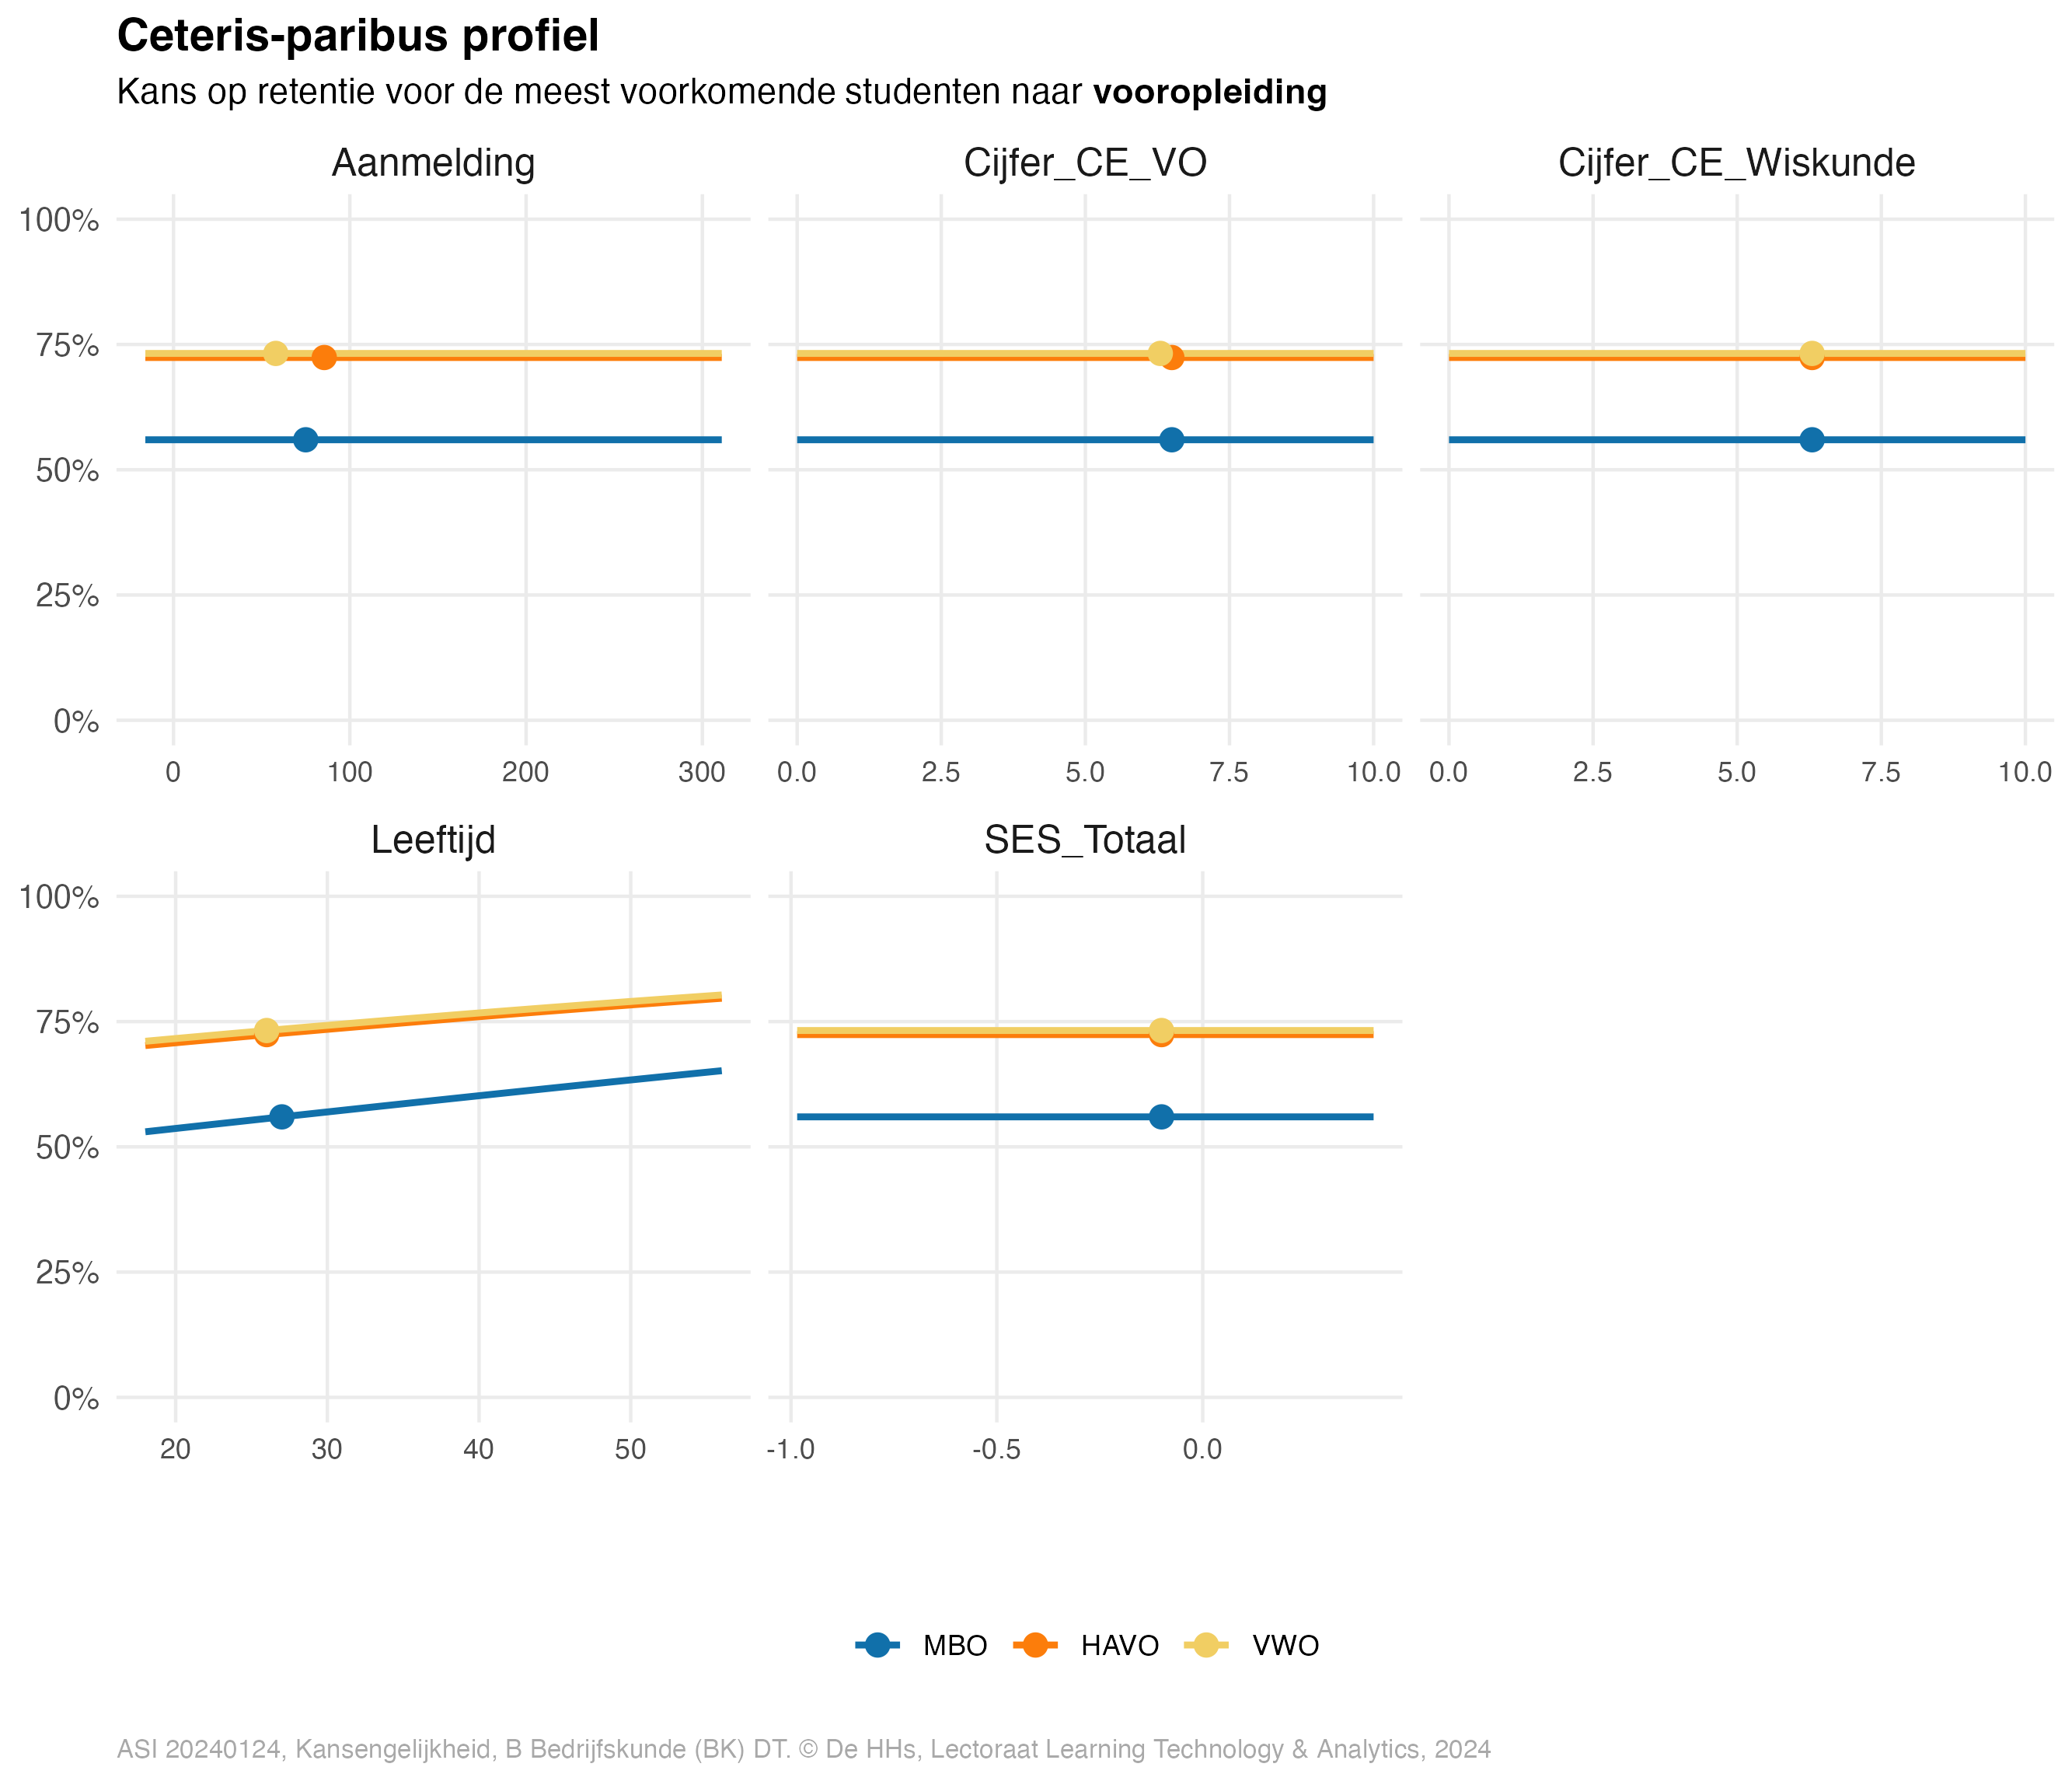 Ceteris-paribus profiel
Kans op retentie voor de meest voorkomende studenten naar vooropleiding
Aanmelding
Cijfer_CE_VO
Cijfer_CE_Wiskunde
100%
75%
50%
25%
0%
0 100 200 300
0.0 2.5 5.0 7.5 10.0
0.0 2.5 5.0 7.5 10.0
Leeftijd
SES_Totaal
100%
75%
50%
25%
0%
20 30 40 50
-1.0 -0.5 0.0
MBO HAVO VWO
ASI 20240124, Kansengelijkheid, B Bedrijfskunde (BK) DT. © De HHs, Lectoraat Learning Technology & Analytics, 2024